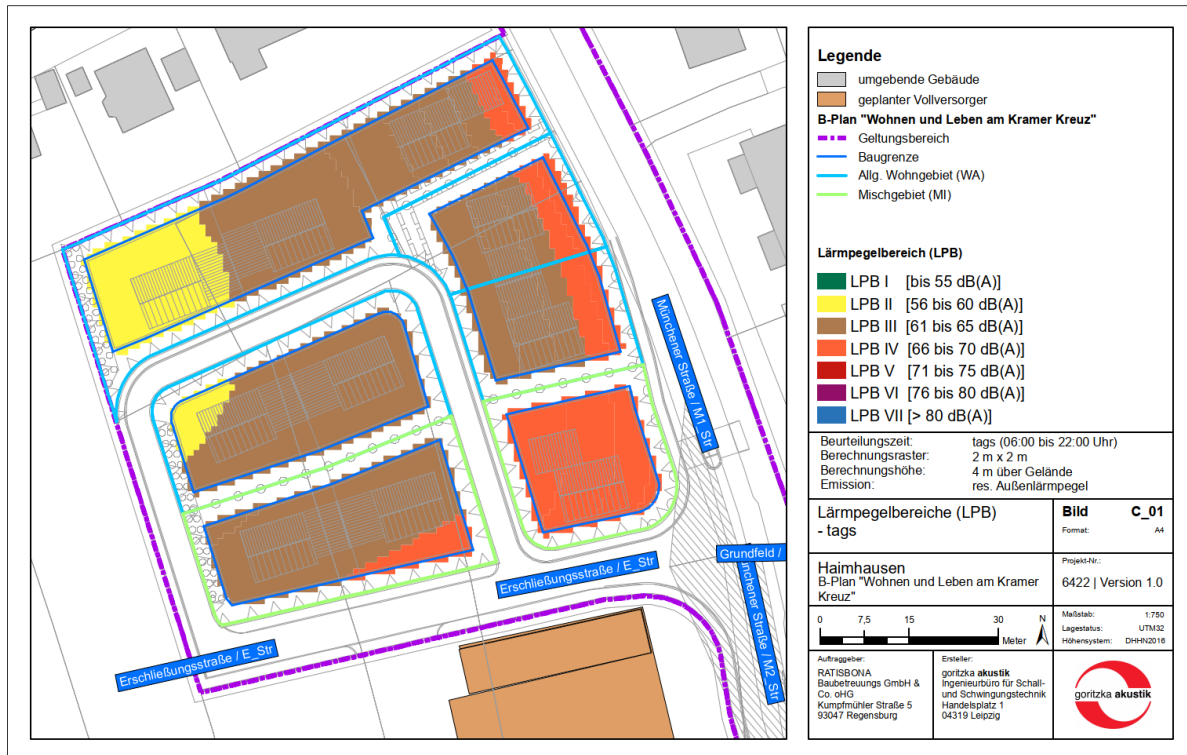 Münchener Straße / M1_Str
Grundfeld /
Münchener Straße / M2_Str
Erschließungsstraße / E_Str
Erschließungsstraße / E_Str
Legende
umgebende Gebäude
geplanter Vollversorger
B-Plan "Wohnen und Leben am Kramer Kreuz"
Geltungsbereich
Baugrenze
Allg. Wohngebiet (WA)
Mischgebiet (MI)
Lärmpegelbereich (LPB)
LPB I [bis 55 dB(A)]
LPB II [56 bis 60 dB(A)]
LPB III [61 bis 65 dB(A)]
LPB IV [66 bis 70 dB(A)]
LPB V [71 bis 75 dB(A)]
LPB VI [76 bis 80 dB(A)]
LPB VII [> 80 dB(A)]
Beurteilungszeit: tags (06:00 bis 22:00 Uhr)
Berechnungsraster: 2 m x 2 m
Berechnungshöhe: 4 m über Gelände
Emission: res. Außenlärmpegel
Lärmpegelbereiche (LPB)
- tags
Bild C_01
Format: A4
Haimhausen
B-Plan "Wohnen und Leben am Kramer
Kreuz"
Projekt-Nr.:
6422 | Version 1.0
0 7,5 15 30
Meter
N
Maßstab: 1:750
Lagestatus: UTM32
Höhensystem: DHHN2016
Auftraggeber:
RATISBONA
Baubetreuungs GmbH &
Co. oHG
Kumpfmühler Straße 5
93047 Regensburg
Ersteller:
goritzka akustik
Ingenieurbüro für Schall-
und Schwingungstechnik
Handelsplatz 1
04319 Leipzig
goritzka akustik